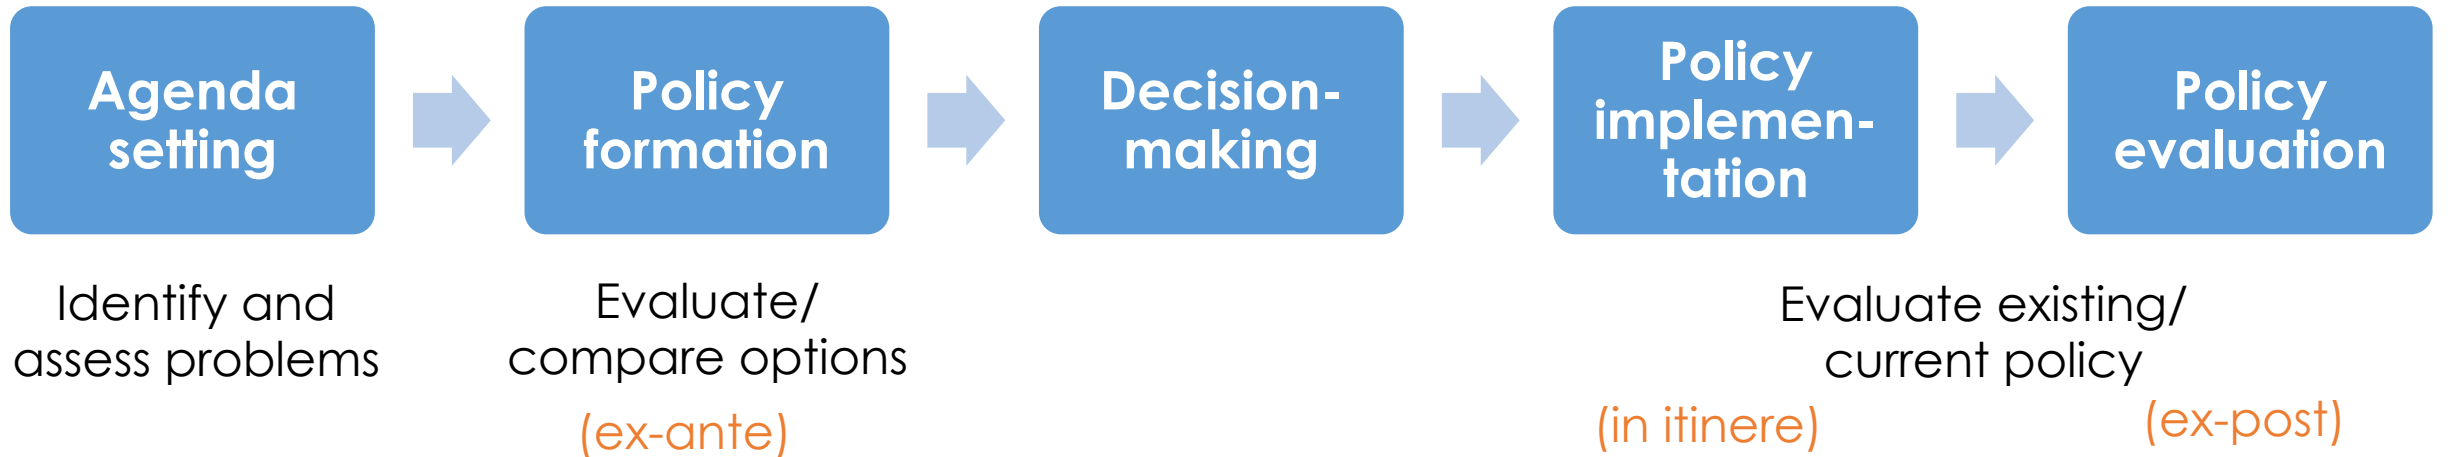 Agenda
setting
Policy
formation
Decision-
making
Policy
implemen-
tation
Policy
evaluation
Identify and
assess problems
Evaluate/
compare options
(ex-ante)
Evaluate existing/
current policy
(in itinere)
(ex-post)